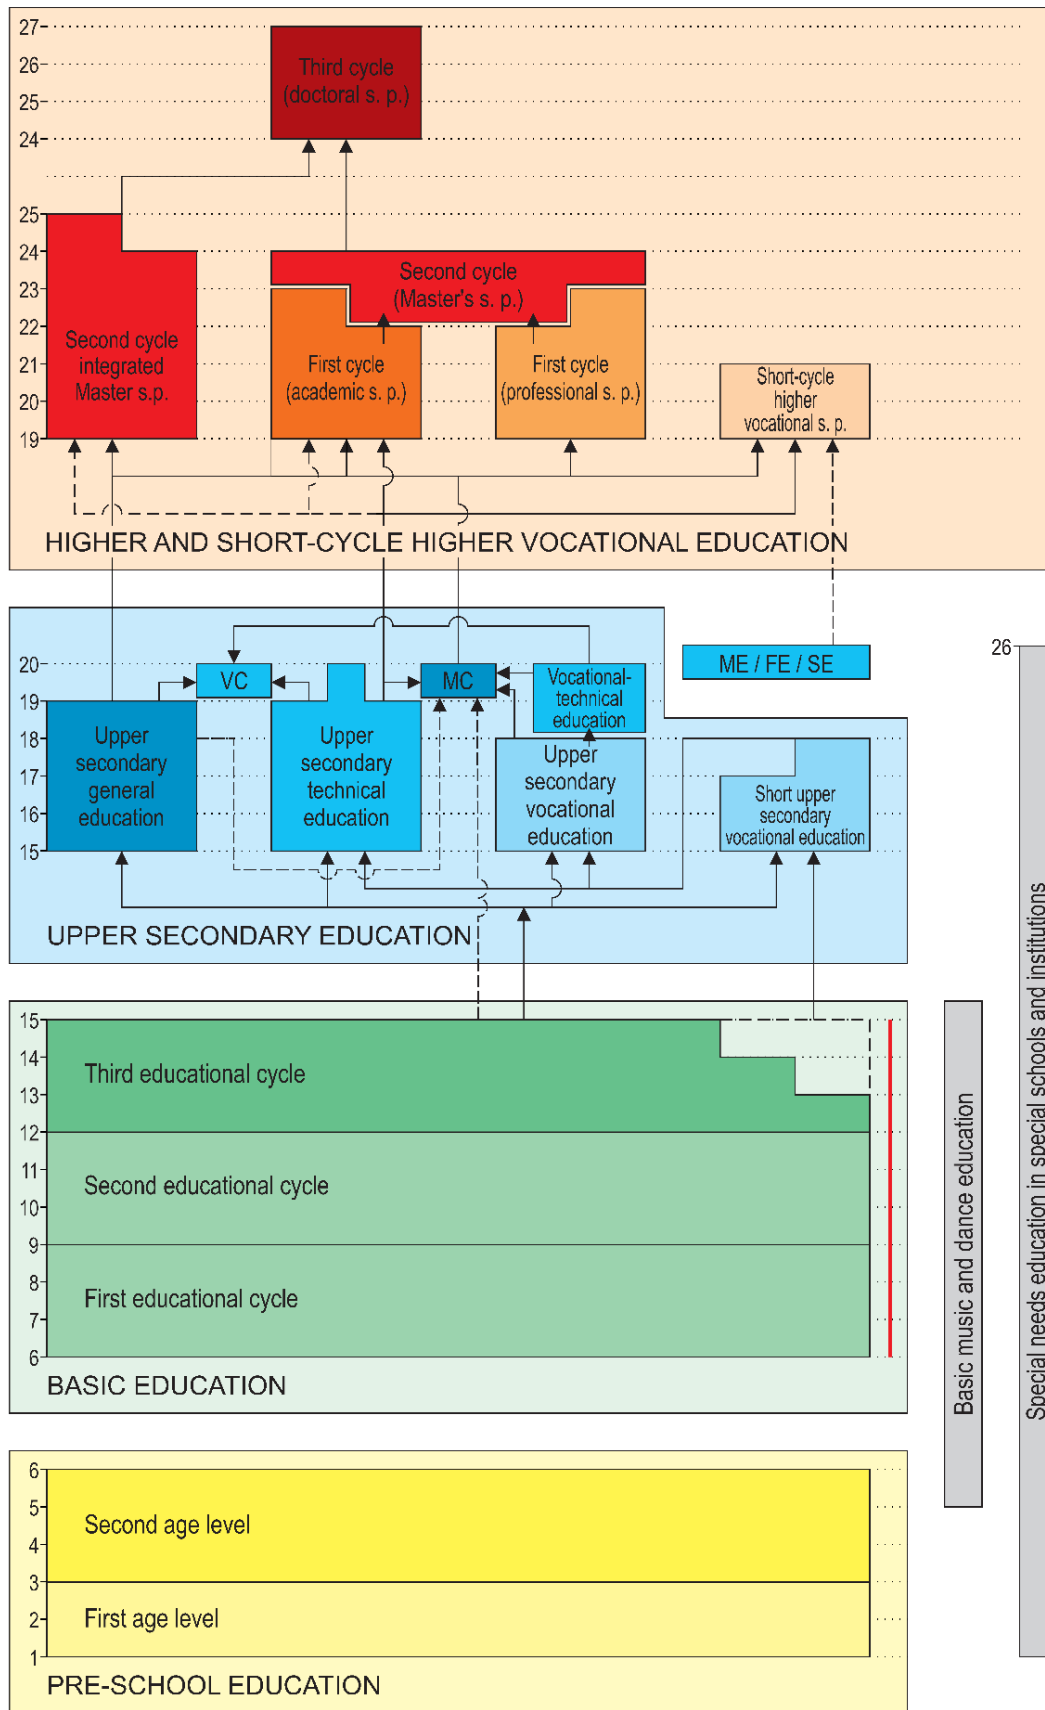 27
26
25
24
Third cycle
(doctoral s. p.)
25
24
23
22
21
20
19
Second cycle
integrated
Master s.p.
Second cycle
(Master's s. p.)
First cycle
(academic s. p.)
First cycle
(professional s. p.)
Short-cycle
higher
vocational s. p.
HIGHER AND SHORT-CYCLE HIGHER VOCATIONAL EDUCATION
20
19
18
17
16
15
VC
MC
Vocational-
technical
education
ME / FE / SE
Upper
secondary
general
education
Upper
secondary
technical
education
Upper
secondary
vocational
education
Short upper
secondary
vocational education
UPPER SECONDARY EDUCATION
15
14
13
12
11
10
9
8
7
6
Third educational cycle
Second educational cycle
First educational cycle
BASIC EDUCATION
6
5
4
3
2
1
Second age level
First age level
PRE-SCHOOL EDUCATION
Basic music and dance education
26
Special needs education in special schools and institutions